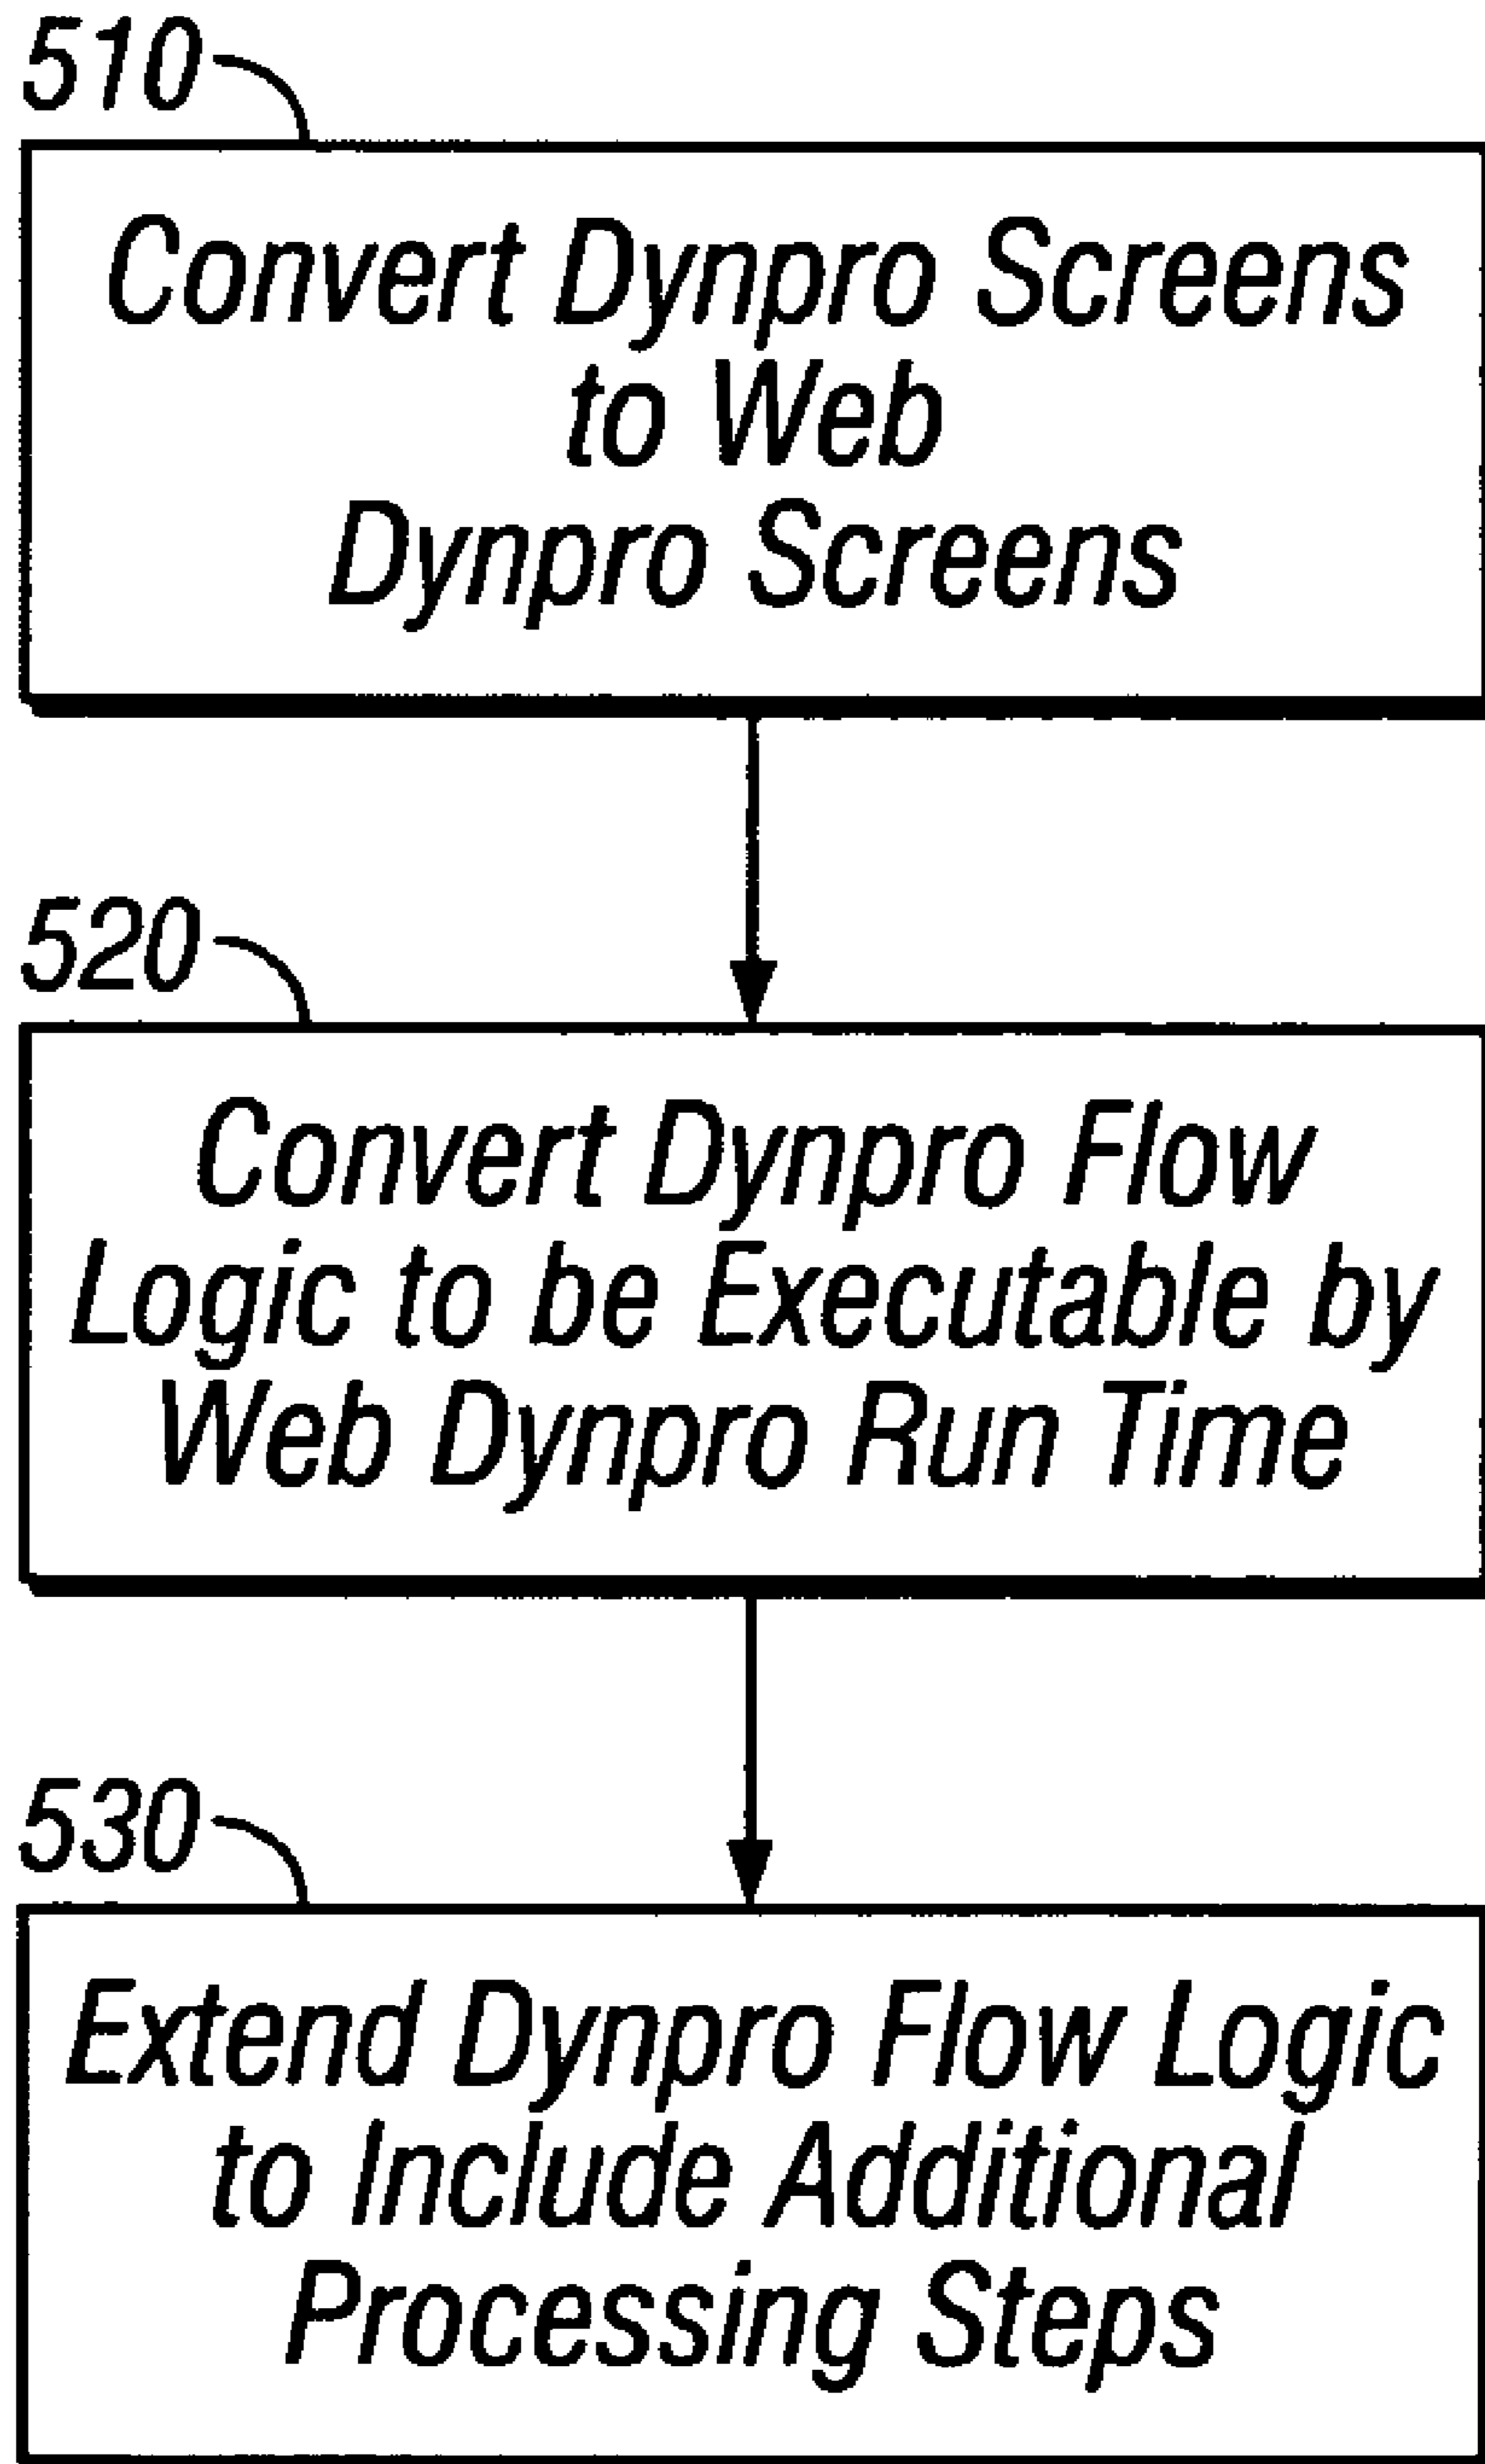 510
Convert Dynpro Screens
to Web
Dynpro Screens
520
Convert Dynpro Flow
Logic to be Executable by
Web Dynpro Run Time
530
Extend Dynpro Flow Logic
to Include Additional
Processing Steps